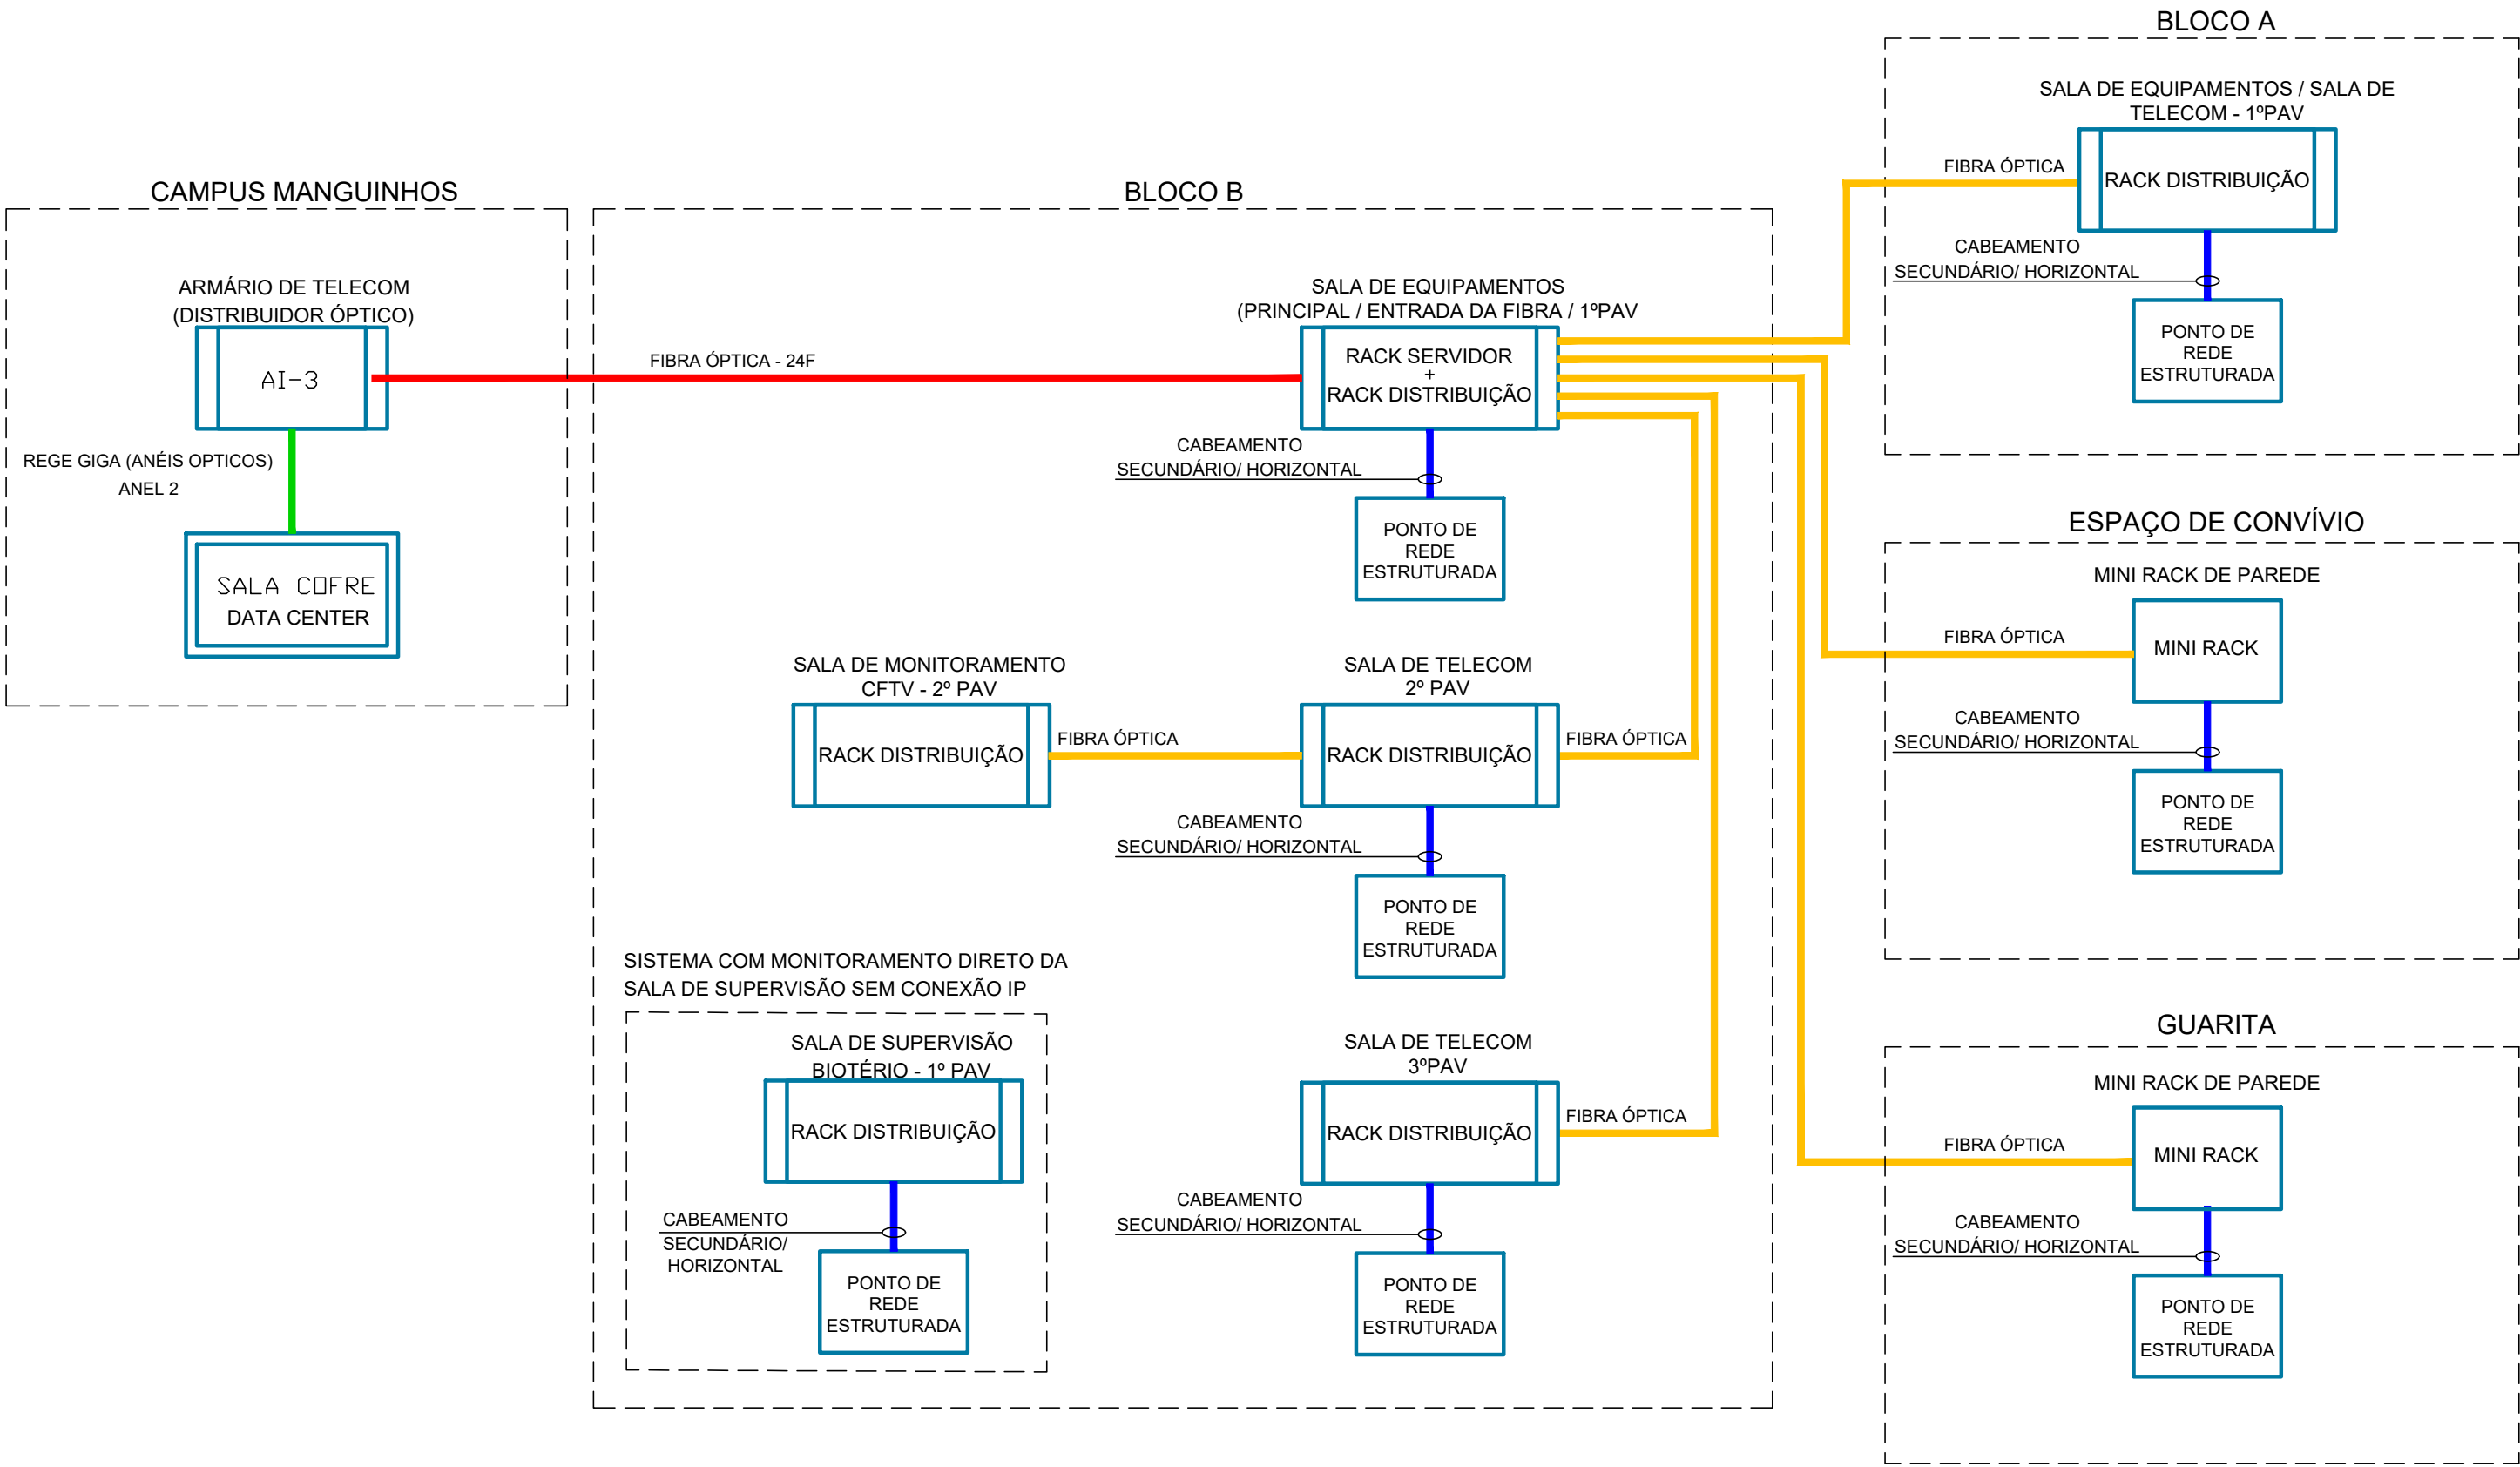 CAMPUS MANGUINHOS
ARMÁRIO DE TELECOM
(DISTRIBUIDOR ÓPTICO)
AI-3
REGE GIGA (ANÉIS OPTICOS)
ANEL 2
SALA COFRE
DATA CENTER
FIBRA ÓPTICA - 24F
BLOCO B
SALA DE EQUIPAMENTOS
(PRINCIPAL / ENTRADA DA FIBRA / 1ºPAV
RACK SERVIDOR
+
RACK DISTRIBUIÇÃO
CABEAMENTO
SECUNDÁRIO/ HORIZONTAL
PONTO DE
REDE
ESTRUTURADA
SALA DE MONITORAMENTO
CFTV - 2º PAV
RACK DISTRIBUIÇÃO
FIBRA ÓPTICA
SALA DE TELECOM
2º PAV
RACK DISTRIBUIÇÃO
FIBRA ÓPTICA
CABEAMENTO
SECUNDÁRIO/ HORIZONTAL
PONTO DE
REDE
ESTRUTURADA
SISTEMA COM MONITORAMENTO DIRETO DA
SALA DE SUPERVISÃO SEM CONEXÃO IP
SALA DE SUPERVISÃO
BIOTÉRIO - 1º PAV
RACK DISTRIBUIÇÃO
CABEAMENTO
SECUNDÁRIO/
HORIZONTAL
PONTO DE
REDE
ESTRUTURADA
SALA DE TELECOM
3ºPAV
RACK DISTRIBUIÇÃO
FIBRA ÓPTICA
CABEAMENTO
SECUNDÁRIO/ HORIZONTAL
PONTO DE
REDE
ESTRUTURADA
BLOCO A
SALA DE EQUIPAMENTOS / SALA DE
TELECOM - 1ºPAV
FIBRA ÓPTICA
RACK DISTRIBUIÇÃO
CABEAMENTO
SECUNDÁRIO/ HORIZONTAL
PONTO DE
REDE
ESTRUTURADA
ESPAÇO DE CONVÍVIO
MINI RACK DE PAREDE
FIBRA ÓPTICA
MINI RACK
CABEAMENTO
SECUNDÁRIO/ HORIZONTAL
PONTO DE
REDE
ESTRUTURADA
GUARITA
MINI RACK DE PAREDE
FIBRA ÓPTICA
MINI RACK
CABEAMENTO
SECUNDÁRIO/ HORIZONTAL
PONTO DE
REDE
ESTRUTURADA